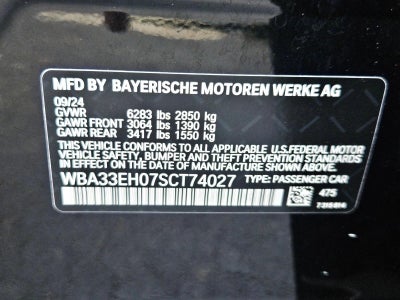 MFD BY BAYERISCHE MOTOREN WERKE AG
09/24
GVWR 6283 lbs 2850 kg
GAWR FRONT 3064 lbs 1390 kg
GAWR REAR 3417 lbs 1550 kg
THIS VEHICLE CONFORMS TO ALL APPLICABLE U.S.FEDERAL MOTOR
VEHICLE SAFETY, BUMPER, AND THEFT PREVENTION STANDARDS
IN EFFECT ON THE DATE OF MANUFACTURE SHOWN ABOVE.
WBA33EH07SCT74027 TYPE: PASSENGER CAR
475